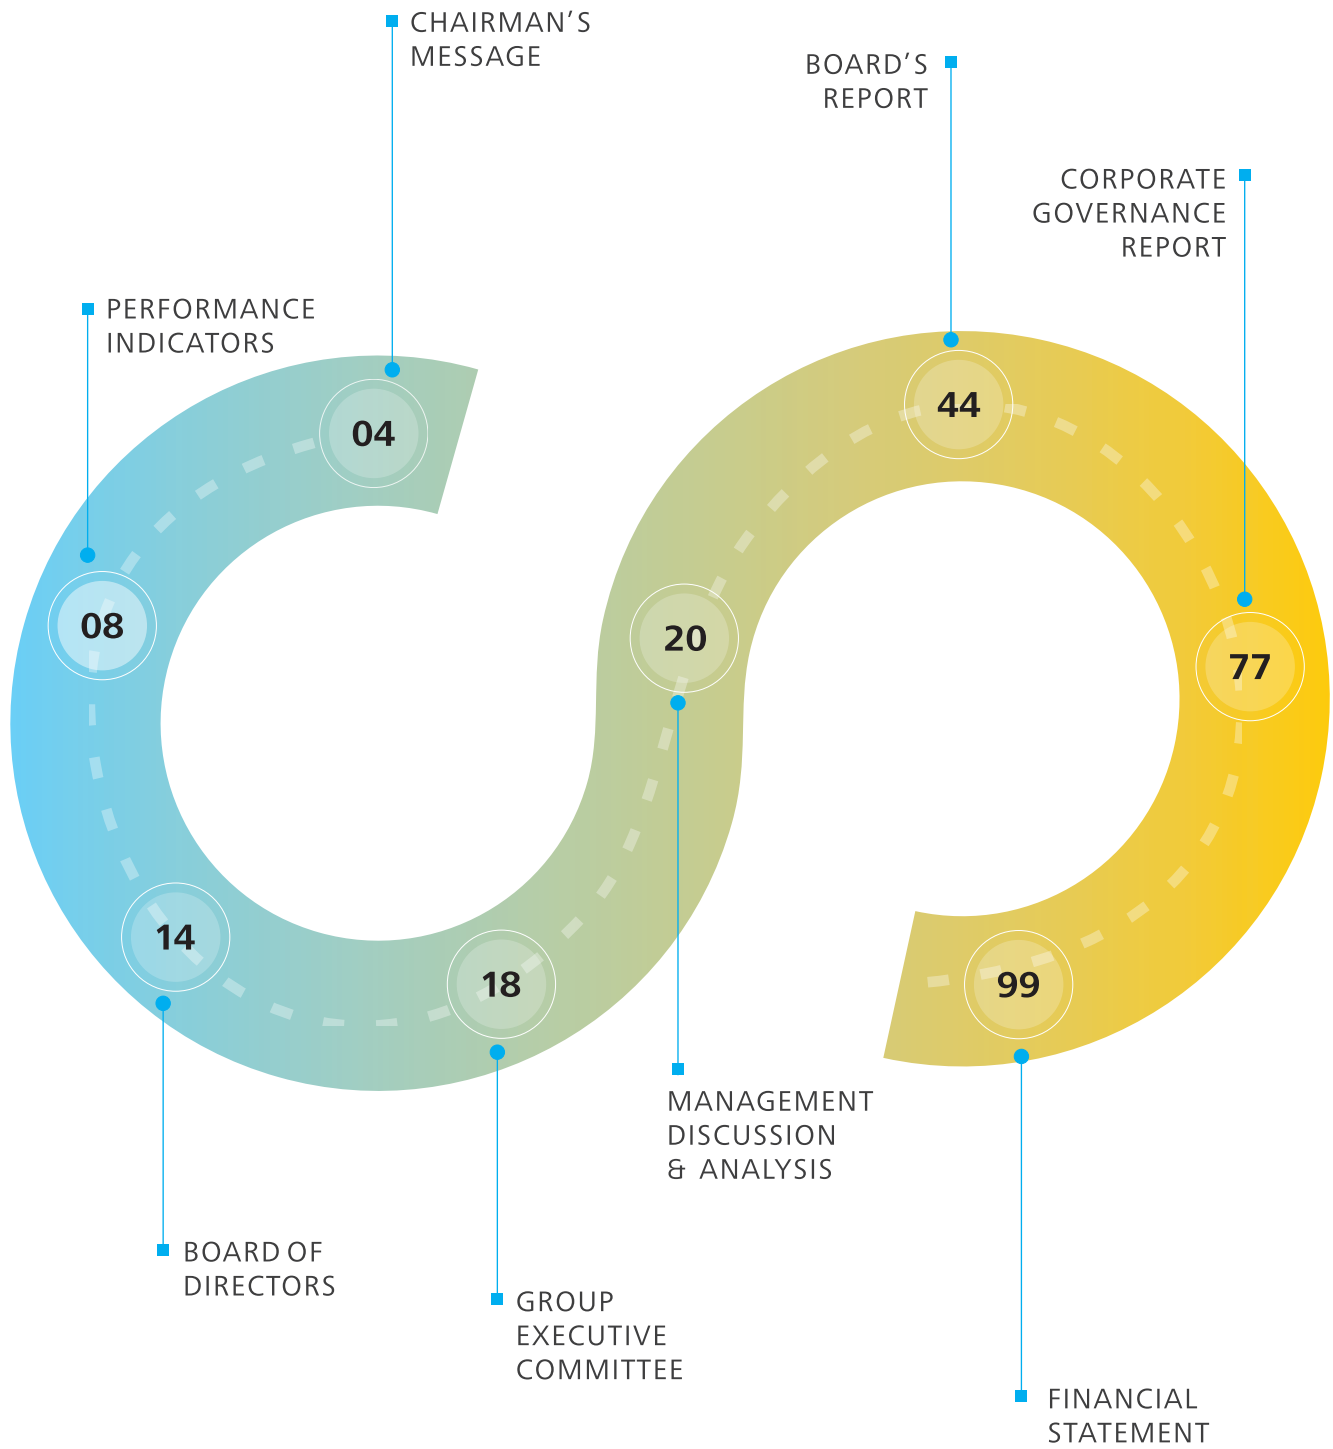 CHAIRMAN'S
MESSAGE
04
PERFORMANCE
INDICATORS
08
BOARD OF
DIRECTORS
14
GROUP
EXECUTIVE
COMMITTEE
18
MANAGEMENT
DISCUSSION
& ANALYSIS
20
BOARD'S
REPORT
44
CORPORATE
GOVERNANCE
REPORT
77
FINANCIAL
STATEMENT
99